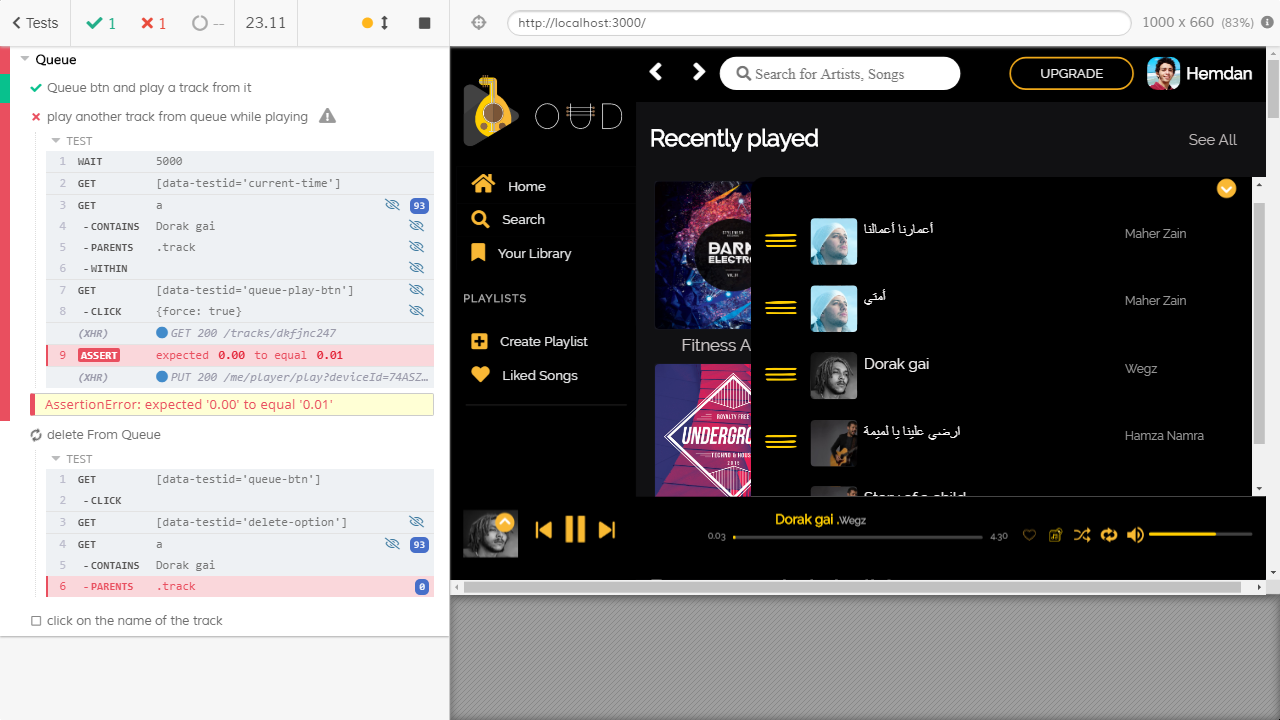 Tests
1
1
--
23.11
http://localhost:3000/
1000 x 660 (83%)
Queue
Queue btn and play a track from it
play another track from queue while playing
TEST
1 WAIT 5000
2 GET [data-testid='current-time']
3 GET a 93
4 -CONTAINS Dorak gai
5 -PARENTS .track
6 -WITHIN
7 GET [data-testid='queue-play-btn']
8 -CLICK {force: true}
(XHR) GET 200 /tracks/dkfjnc247
9 ASSERT expected 0.00 to equal 0.01
(XHR) PUT 200 /me/player/play?deviceId=74ASZ…
AssertionError: expected '0.00' to equal '0.01'
delete From Queue
TEST
1 GET [data-testid='queue-btn']
2 -CLICK
3 GET [data-testid='delete-option']
4 GET a 93
5 -CONTAINS Dorak gai
6 -PARENTS .track 0
click on the name of the track
OUD
Home
Search
Your Library
PLAYLISTS
Create Playlist
Liked Songs
Search for Artists, Songs
UPGRADE
Hemdan
Recently played
See All
DARK
ELECTRO
Fitness A
ROYALTY FREE
UNDERGRO
TECHNO & HOUS
2015
أعمارنا أعمالنا
Maher Zain
أمتي
Maher Zain
Dorak gai
Wegz
ارضي علينا يا لميمة
Hamza Namra
Story of a child
Dorak gai .Wegz
0.03
4.30